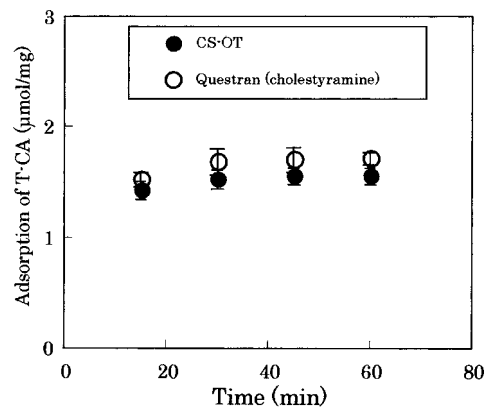 3
CS-OT
Questran (cholestyramine)
2
1
0
Adsorption of T-CA (μmol/mg)
0 20 40 60 80
Time (min)